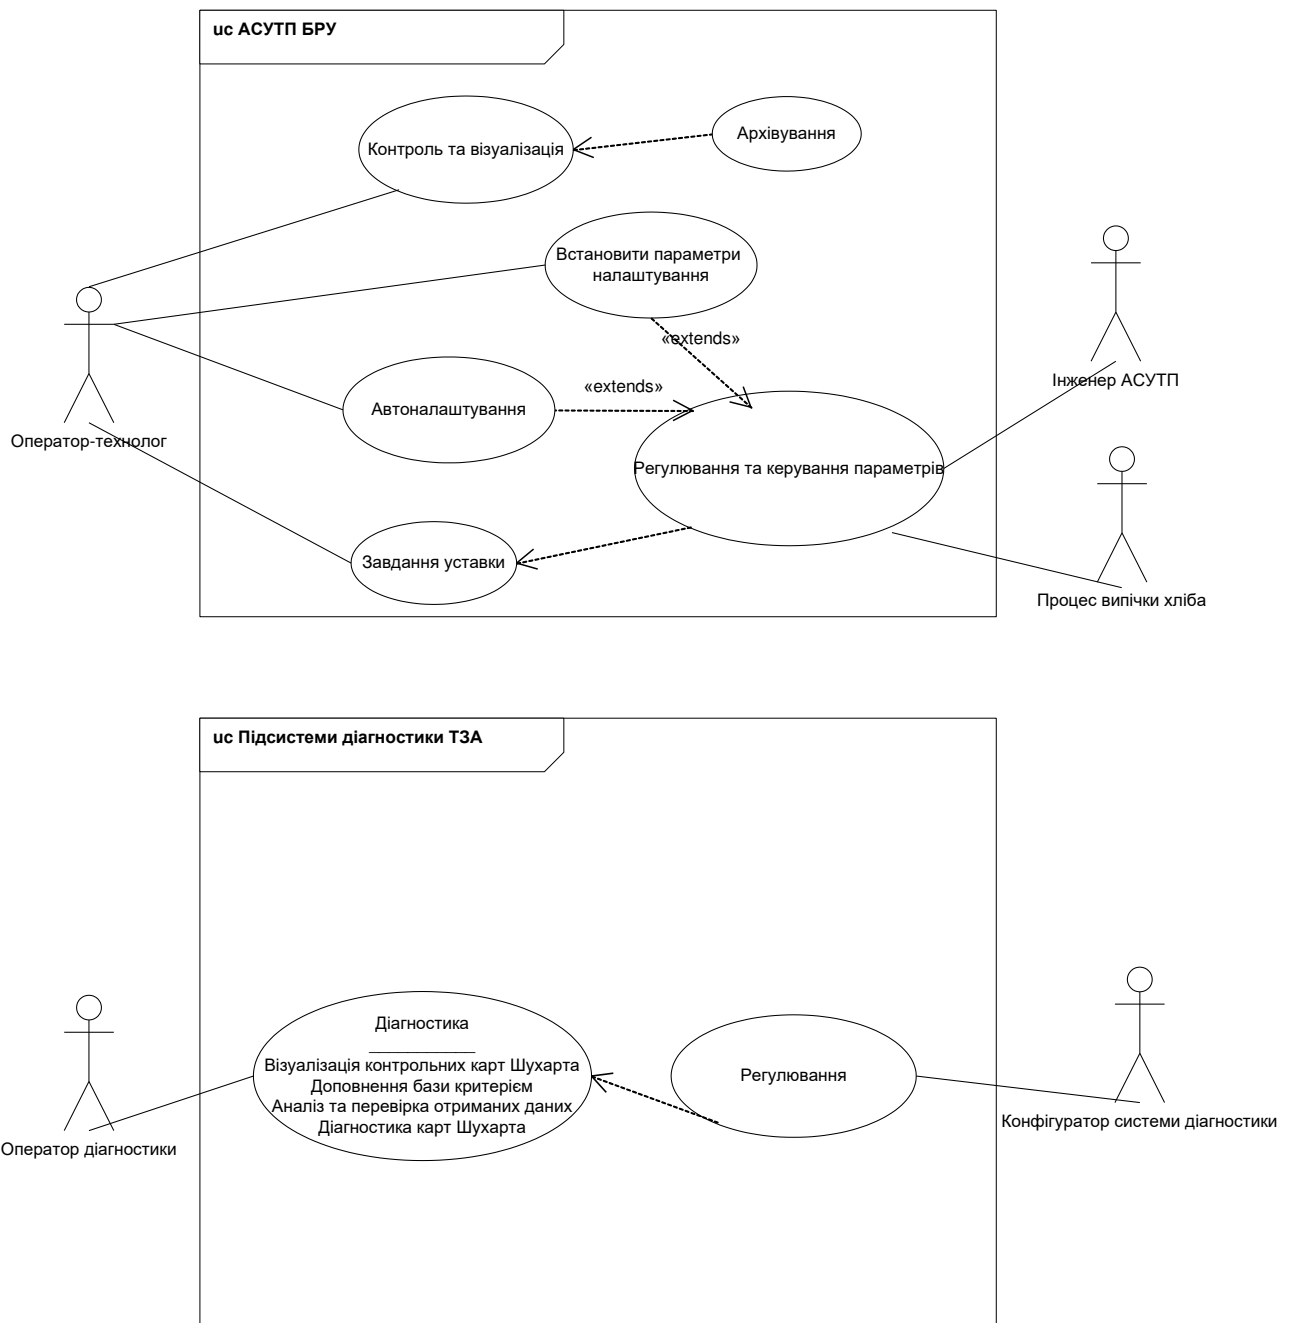 uc АСУТП БРУ
Контроль та візуалізація
Архівування
Встановити параметри
налаштування
«extends»
Інженер АСУТП
«extends»
Автоналаштування
Оператор-технолог
Регулювання та керування параметрів
Завдання уставки
Процес випічки хліба
uc Підсистеми діагностики ТЗА
Діагностика
Візуалізація контрольних карт Шухарта
Доповнення бази критерієм
Аналіз та перевірка отриманих даних
Діагностика карт Шухарта
Регулювання
Конфігуратор системи діагностики
Оператор діагностики